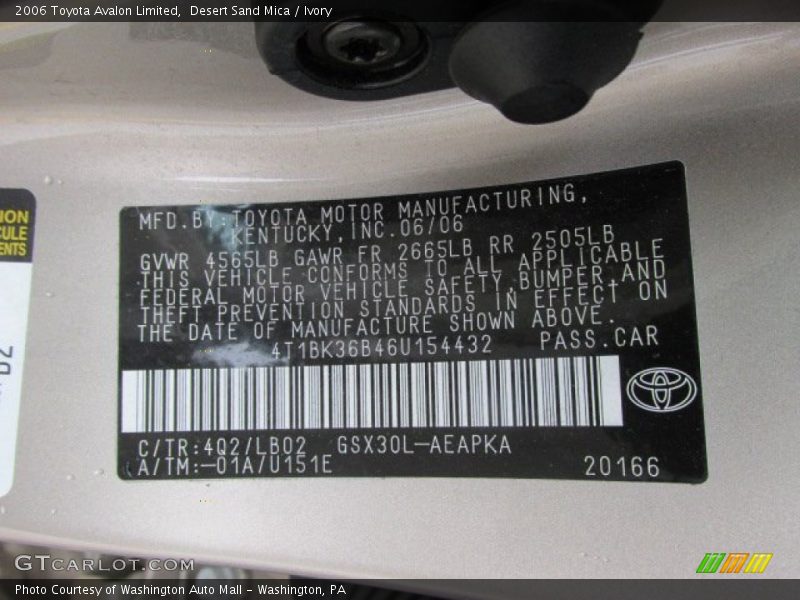 2006 Toyota Avalon Limited, Desert Sand Mica / Ivory
MFD.BY:TOYOTA MOTOR MANUFACTURING,
KENTUCKY,INC.06/06
GVWR 4565LB GAWR FR 2665LB RR 2505LB
THIS VEHICLE CONFORMS TO ALL APPLICABLE
FEDERAL MOTOR VEHICLE SAFETY,BUMPER,AND
THEFT PREVENTION STANDARDS IN EFFECT ON
THE DATE OF MANUFACTURE SHOWN ABOVE.
4T1BK36B46U154432 PASS.CAR
C/TR:4Q2/LB02 GSX30L-AEAPKA
A/TM:-01A/U151E 20166
GTCARLOT.COM
Photo Courtesy of Washington Auto Mall - Washington, PA